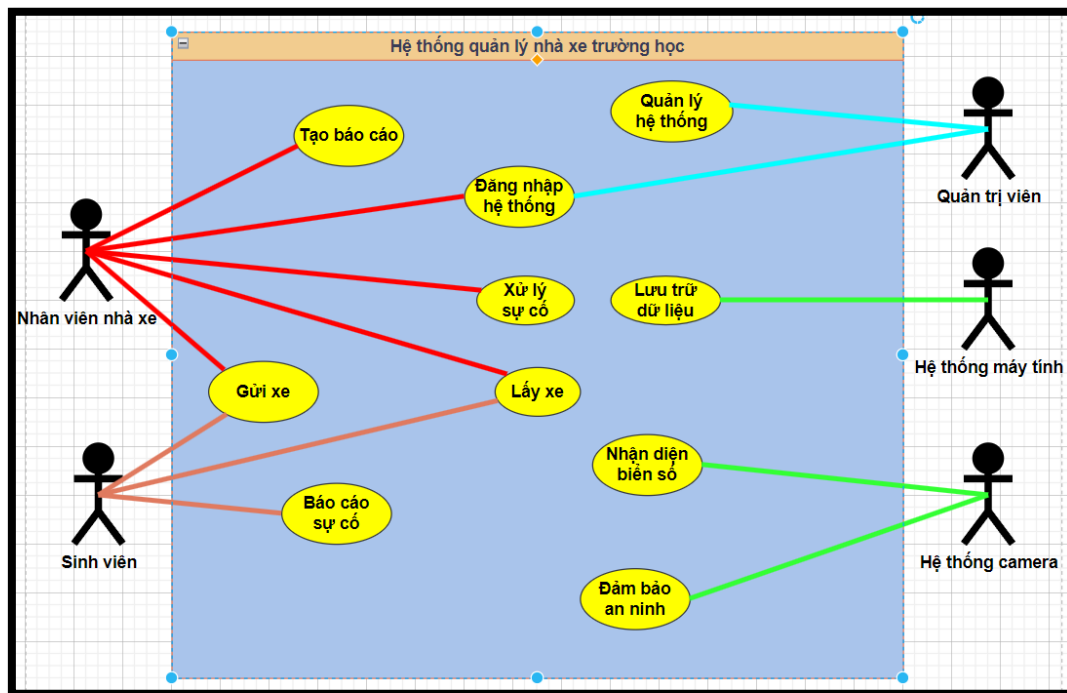 Hệ thống quản lý nhà xe trường học
Quản lý
hệ thống
Tạo báo cáo
Đăng nhập
hệ thống
Quản trị viên
Nhân viên nhà xe
Xử lý
sự cố
Lưu trữ
dữ liệu
Hệ thống máy tính
Gửi xe
Lấy xe
Nhận diện
biển số
Báo cáo
sự cố
Sinh viên
Hệ thống camera
Đảm bảo
an ninh